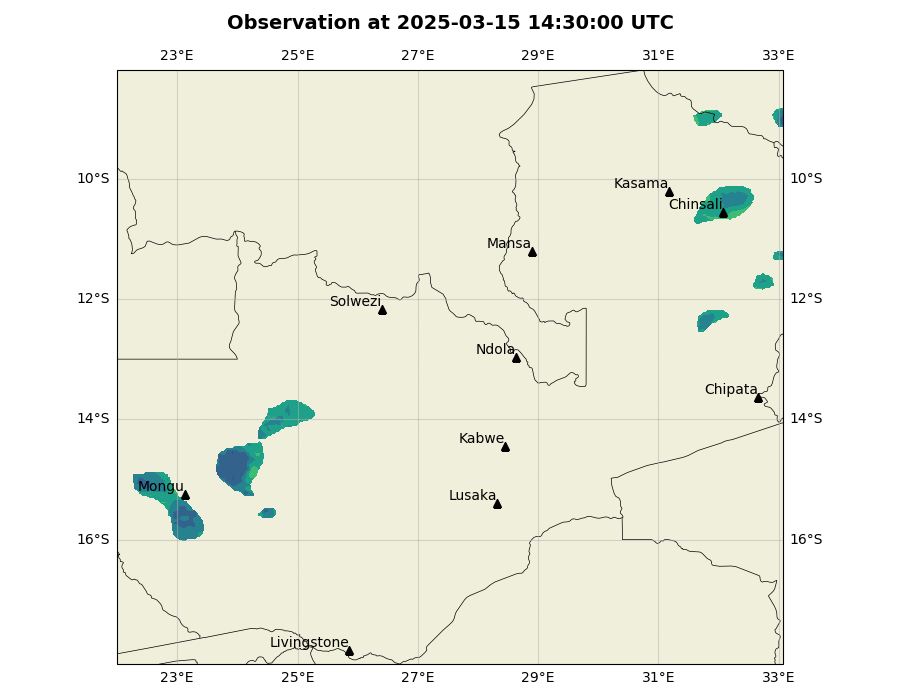 Observation at 2025-03-15 14:30:00 UTC
23°E 25°E 27°E 29°E 31°E 33°E
10°S 10°S
Kasama
Chinsali
Mansa
12°S 12°S
Solwezi
Ndola
Chipata
14°S 14°S
Kabwe
Mongu
Lusaka
16°S 16°S
Livingstone
23°E 25°E 27°E 29°E 31°E 33°E